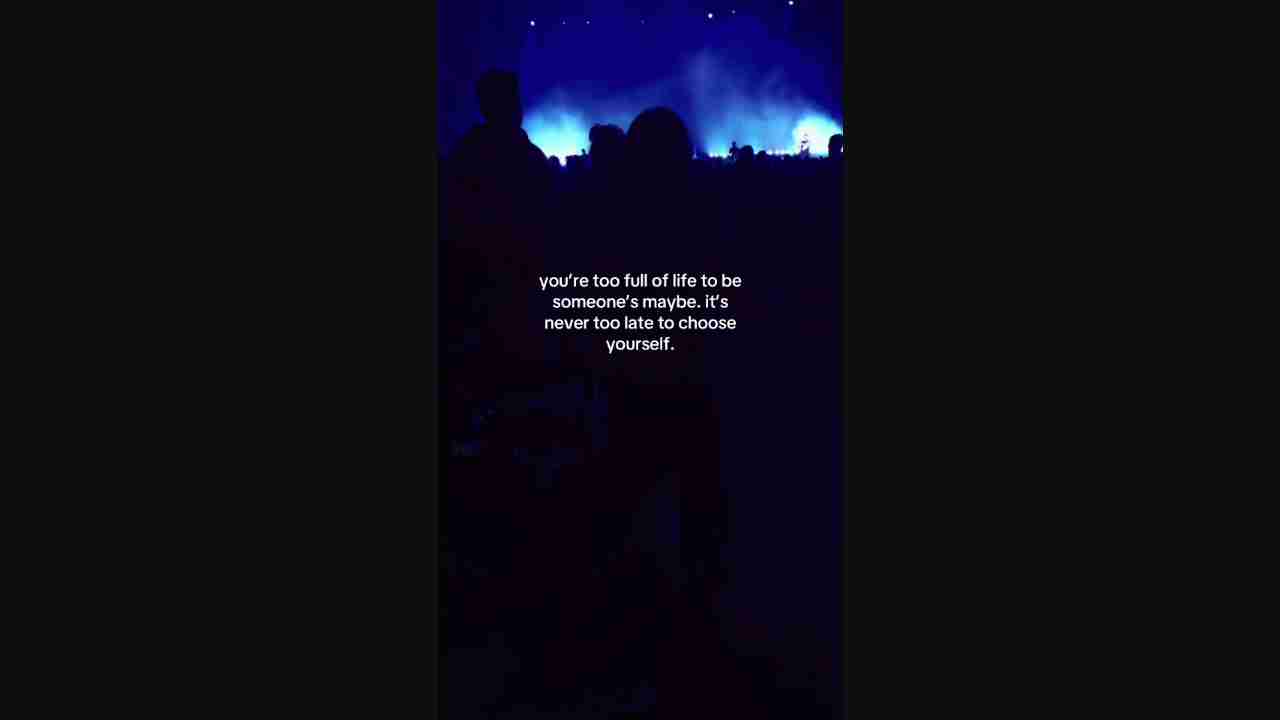 you’re too full of life to be
someone’s maybe. it’s
never too late to choose
yourself.